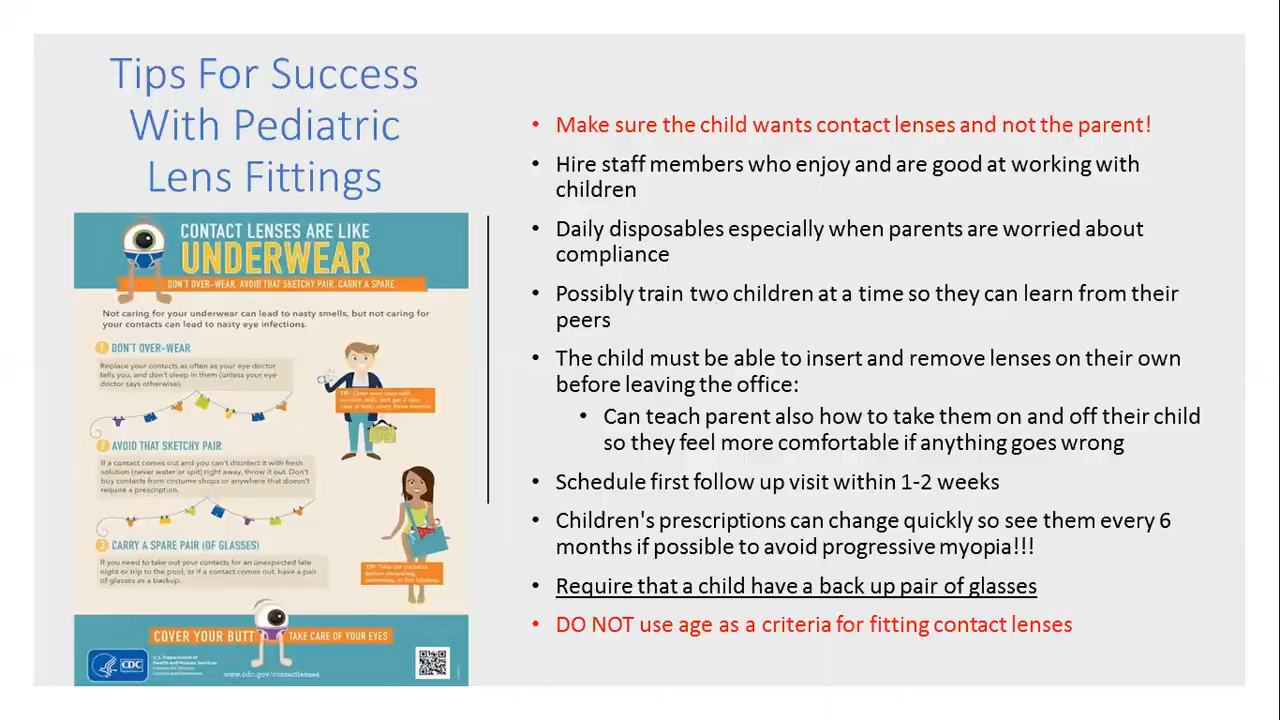 Tips For Success
With Pediatric
Lens Fittings
CONTACT LENSES ARE LIKE
UNDERWEAR
DON'T OVER-WEAR. AVOID THAT SKETCHY PAIR. CARRY A SPARE
Not caring for your underwear can lead to nasty smells, but not caring for
your contacts can lead to nasty eye infections.
1 DON'T OVER-WEAR
Replace your contacts as often as your eye doctor
tells you, and don't sleep in them (unless your eye
doctor says otherwise).
2 AVOID THAT SKETCHY PAIR
If a contact comes out and you can't disinfect it with fresh
solution (never water or spit) right away, throw it out. Don't
buy contacts from costume shops or anywhere that doesn't
require a prescription.
3 CARRY A SPARE PAIR (OF GLASSES)
If you need to take out your contacts for an unexpected late
night or trip to the pool, or if a contact comes out, have a pair
of glasses as a backup.
COVER YOUR BUTT
TAKE CARE OF YOUR EYES
CDC
U.S. Department of
Health and Human Services
www.cdc.gov/contactlenses
• Make sure the child wants contact lenses and not the parent!
• Hire staff members who enjoy and are good at working with
children
• Daily disposables especially when parents are worried about
compliance
• Possibly train two children at a time so they can learn from their
peers
• The child must be able to insert and remove lenses on their own
before leaving the office:
• Can teach parent also how to take them on and off their child
so they feel more comfortable if anything goes wrong
• Schedule first follow up visit within 1-2 weeks
• Children's prescriptions can change quickly so see them every 6
months if possible to avoid progressive myopia!!!
• Require that a child have a back up pair of glasses
• DO NOT use age as a criteria for fitting contact lenses